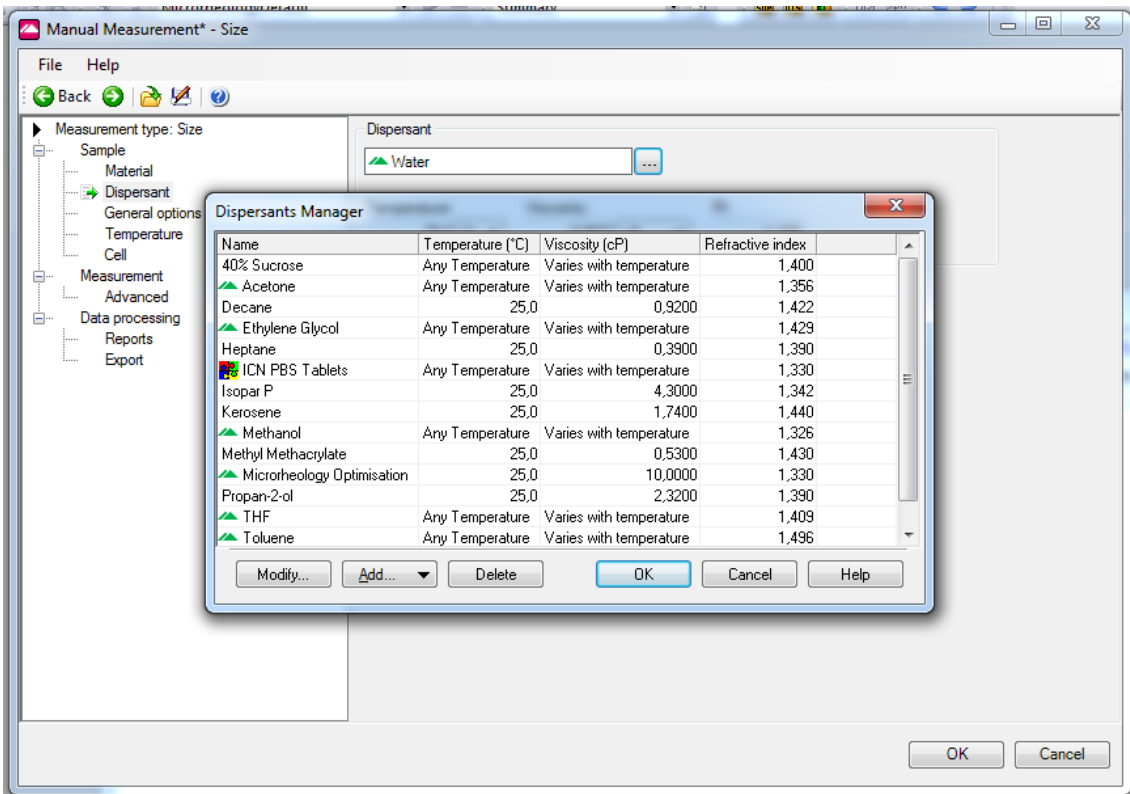 MicrorheologyDefault Summary
Manual Measurement* - Size
File Help
Back
Measurement type: Size
Sample
Material
Dispersant
General options
Temperature
Cell
Measurement
Advanced
Data processing
Reports
Export
Dispersant
Water
...
Dispersants Manager
Name Temperature (°C) Viscosity (cP) Refractive index
40% Sucrose Any Temperature Varies with temperature 1,400
Acetone Any Temperature Varies with temperature 1,356
Decane 25,0 0,9200 1,422
Ethylene Glycol Any Temperature Varies with temperature 1,429
Heptane 25,0 0,3900 1,390
ICN PBS Tablets Any Temperature Varies with temperature 1,330
Isopar P 25,0 4,3000 1,342
Kerosene 25,0 1,7400 1,440
Methanol Any Temperature Varies with temperature 1,326
Methyl Methacrylate 25,0 0,5300 1,430
Microrheology Optimisation 25,0 10,0000 1,330
Propan-2-ol 25,0 2,3200 1,390
THF Any Temperature Varies with temperature 1,409
Toluene Any Temperature Varies with temperature 1,496
Modify... Add... Delete OK Cancel Help
OK Cancel